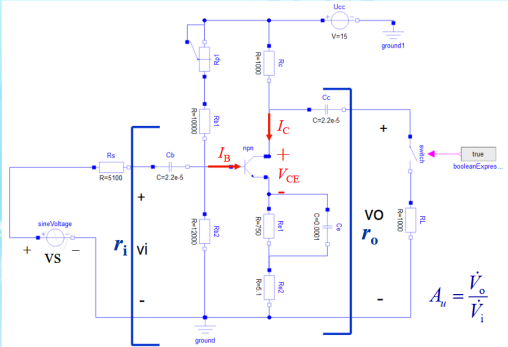 Ucc
V=15
ground1
Rp1
Rc
R=1000
Rb1
R=10000
Cc
C=2.2e-5
I_C
+
switch
true
booleanExpres...
Rs
R=5100
Cb
C=2.2e-5
I_B
npn
+
V_CE
-
+
r_i
vi
-
Rb2
R=12000
Re1
R=750
Ce
C=0.0001
VO
r_o
RL
R=1000
sineVoltage
+ vs −
Re2
R=5.1
-
A_u = V̇_o / V̇_i
ground